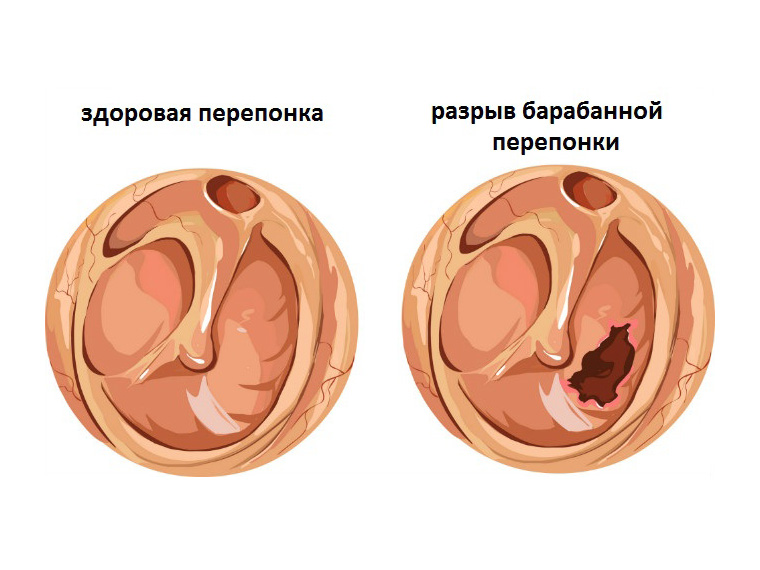 здоровая перепонка
разрыв барабанной
перепонки